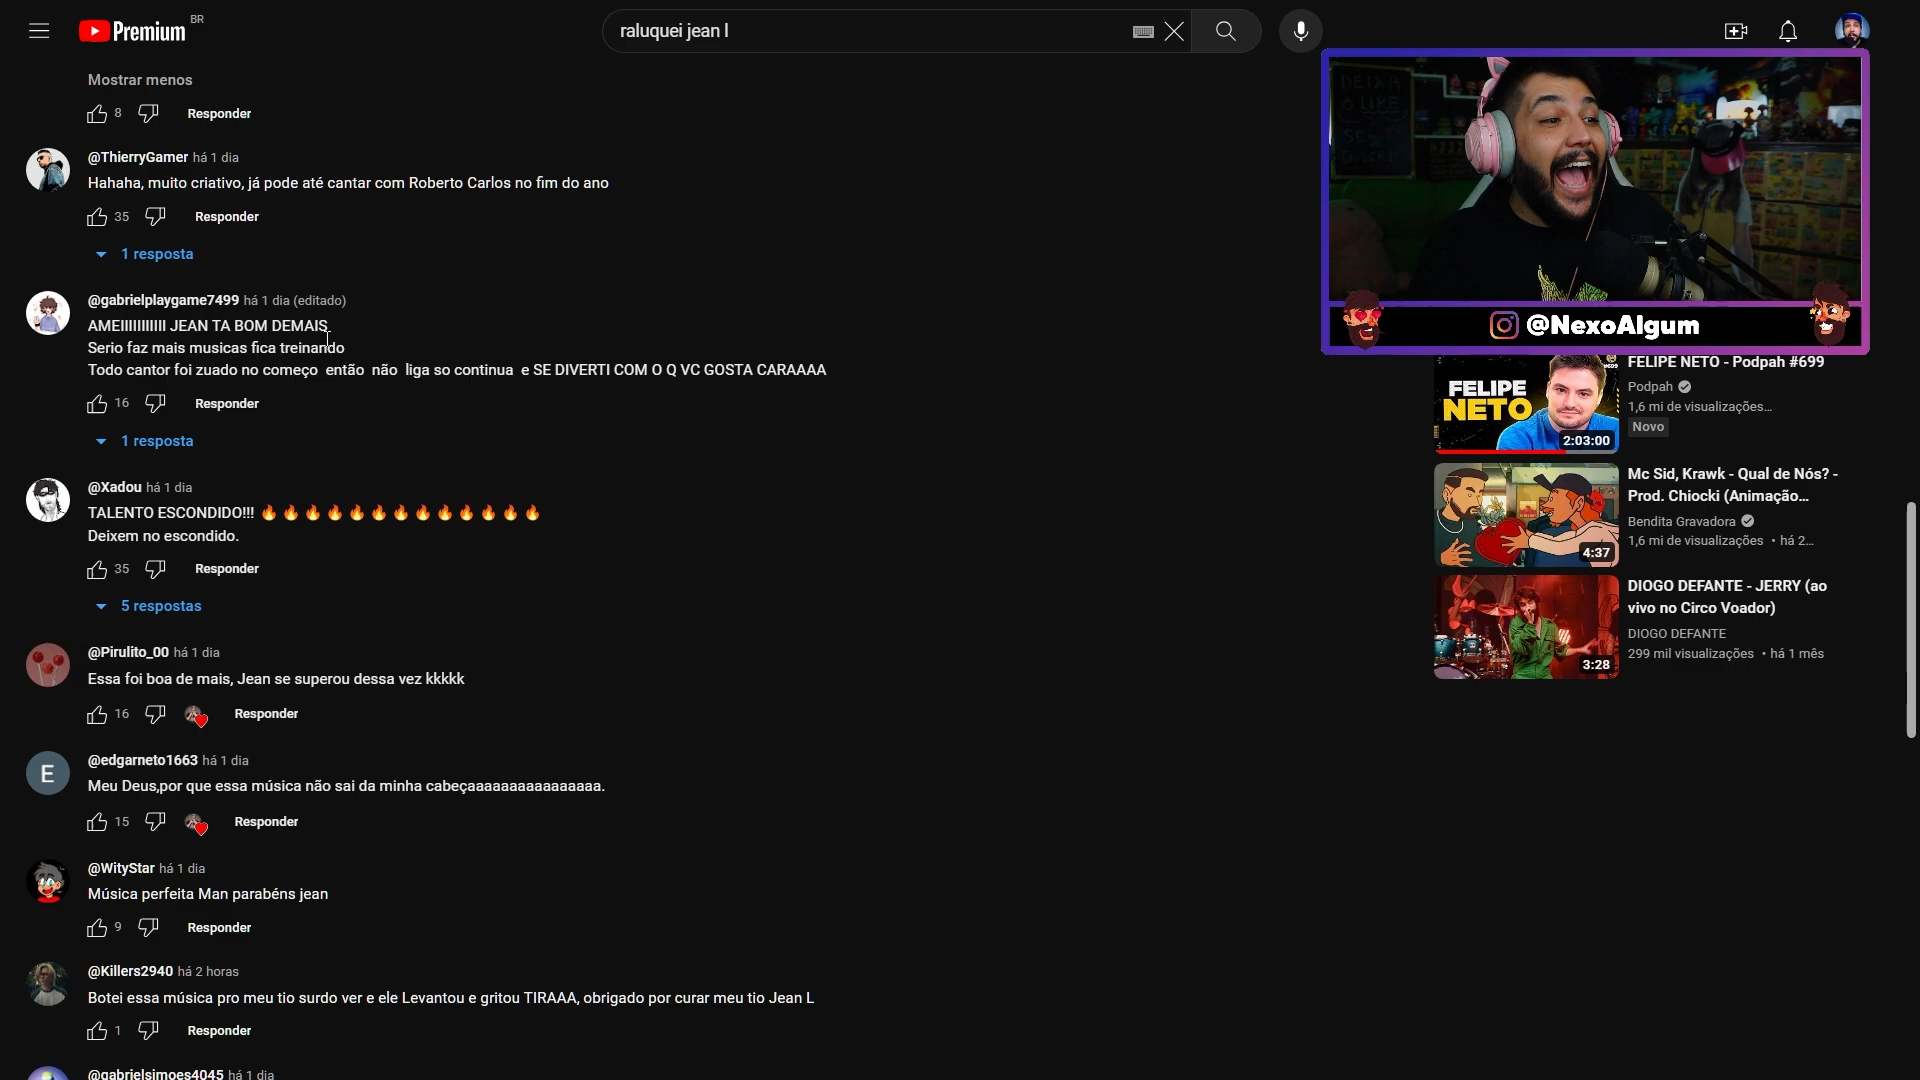 Premium BR
raluquei jean l
Mostrar menos
8 Responder
@ThierryGamer há 1 dia
Hahaha, muito criativo, já pode até cantar com Roberto Carlos no fim do ano
35 Responder
1 resposta
@gabrielplaygame7499 há 1 dia (editado)
AMEIIIIIIIIIII JEAN TA BOM DEMAIS
Serio faz mais musicas fica treinando
Todo cantor foi zuado no começo então não liga so continua e SE DIVERTI COM O Q VC GOSTA CARAAAA
16 Responder
1 resposta
@Xadou há 1 dia
TALENTO ESCONDIDO!!! 🔥🔥🔥🔥🔥🔥🔥🔥🔥🔥🔥🔥🔥
Deixem no escondido.
35 Responder
5 respostas
@Pirulito_00 há 1 dia
Essa foi boa de mais, Jean se superou dessa vez kkkkk
16 Responder
E
@edgarneto1663 há 1 dia
Meu Deus,por que essa música não sai da minha cabeçaaaaaaaaaaaaaaaa.
15 Responder
@WityStar há 1 dia
Música perfeita Man parabéns jean
9 Responder
@Killers2940 há 2 horas
Botei essa música pro meu tio surdo ver e ele Levantou e gritou TIRAAA, obrigado por curar meu tio Jean L
1 Responder
@gabrielsimoes4045 há 1 dia
DEIXA
O LIKE
SE
@NexoAlgum
FELIPE
NETO
2:03:00
FELIPE NETO - Podpah #699
Podpah
1,6 mi de visualizações...
Novo
4:37
Mc Sid, Krawk - Qual de Nós? -
Prod. Chiocki (Animação...
Bendita Gravadora
1,6 mi de visualizações • há 2...
3:28
DIOGO DEFANTE - JERRY (ao
vivo no Circo Voador)
DIOGO DEFANTE
299 mil visualizações • há 1 mês